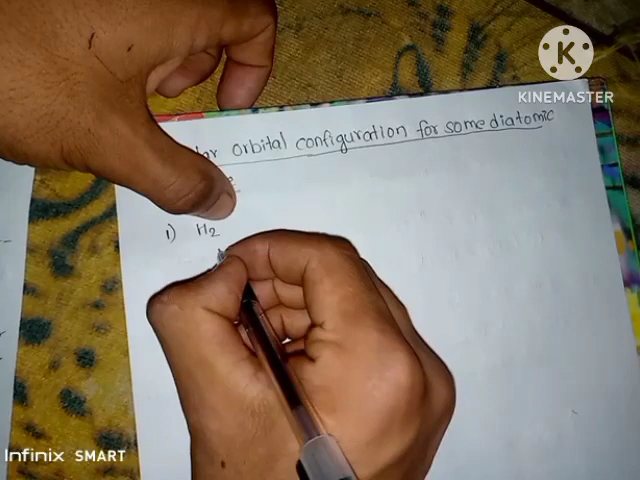 KINEMASTER
orbital configuration for some diatomic
1) H2
Infinix SMART